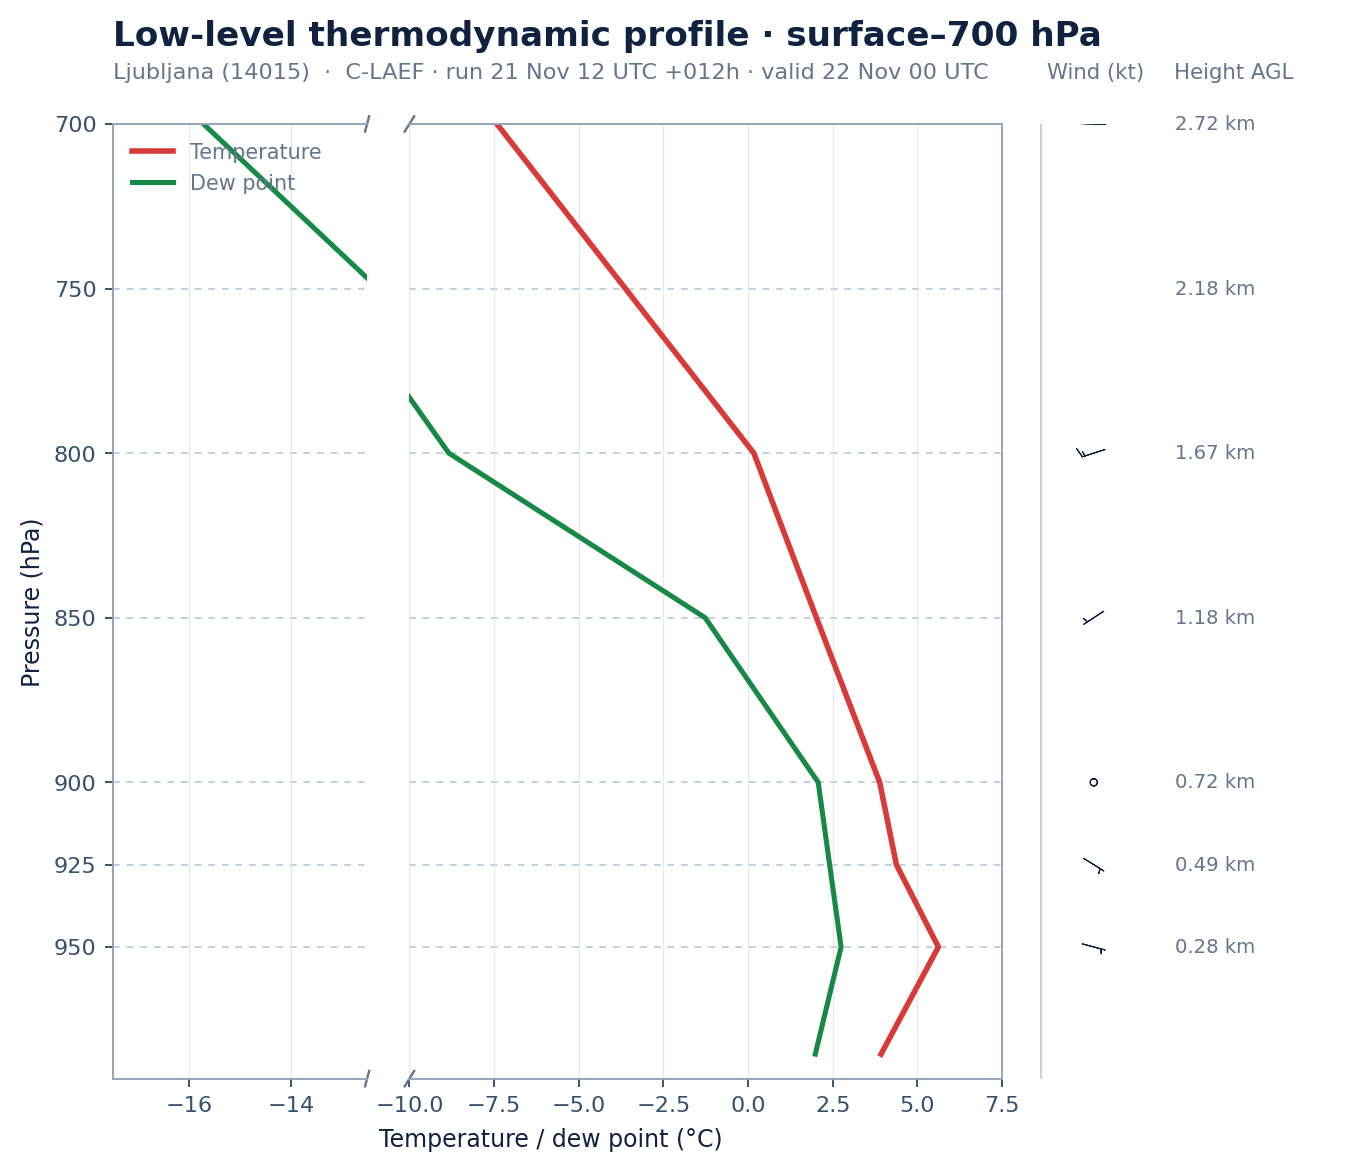 Low-level thermodynamic profile · surface–700 hPa
Ljubljana (14015) · C-LAEF · run 21 Nov 12 UTC +012h · valid 22 Nov 00 UTC
Wind (kt)
Height AGL
Temperature
Dew point
700
750
800
850
900
925
950
Pressure (hPa)
2.72 km
2.18 km
1.67 km
1.18 km
0.72 km
0.49 km
0.28 km
−16
−14
−10.0
−7.5
−5.0
−2.5
0.0
2.5
5.0
7.5
Temperature / dew point (°C)